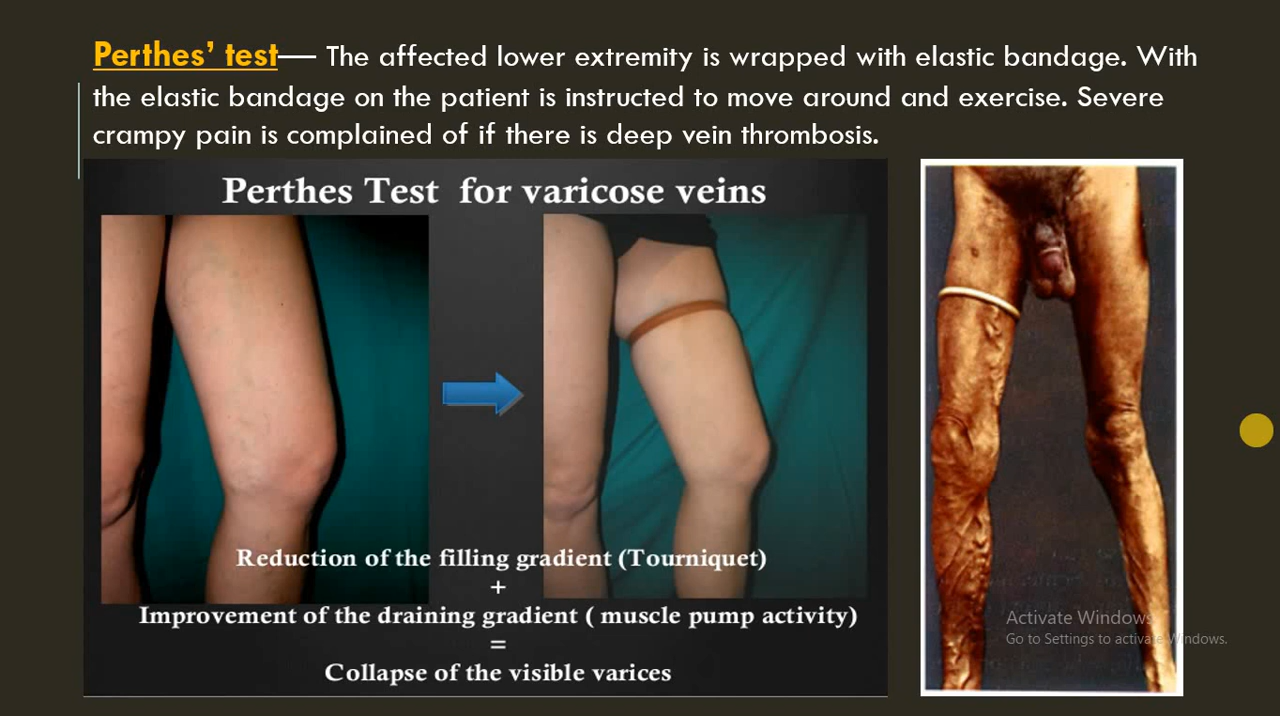 Perthes’ test— The affected lower extremity is wrapped with elastic bandage. With
the elastic bandage on the patient is instructed to move around and exercise. Severe
crampy pain is complained of if there is deep vein thrombosis.
Perthes Test for varicose veins
Reduction of the filling gradient (Tourniquet)
+
Improvement of the draining gradient ( muscle pump activity)
=
Collapse of the visible varices
Activate Windows
Go to Settings to activate Windows.